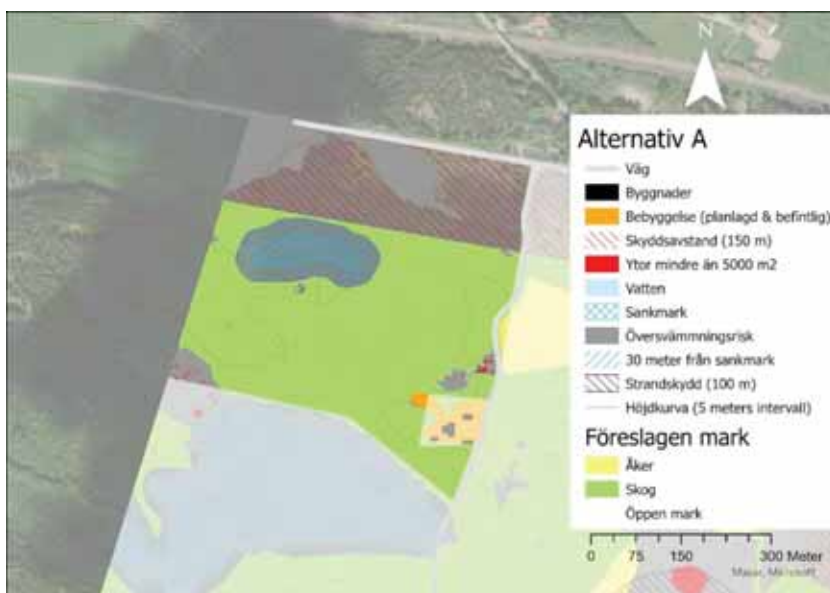 N
Alternativ A
Väg
Byggnader
Bebyggelse (planlagd & befintlig)
Skyddsavstand (150 m)
Ytor mindre än 5000 m2
Vatten
Sankmark
Översvämmningsrisk
30 meter från sankmark
Strandskydd (100 m)
Höjdkurva (5 meters intervall)
Föreslagen mark
Åker
Skog
Öppen mark
0 75 150 300 Meter
Maxar, Microsoft